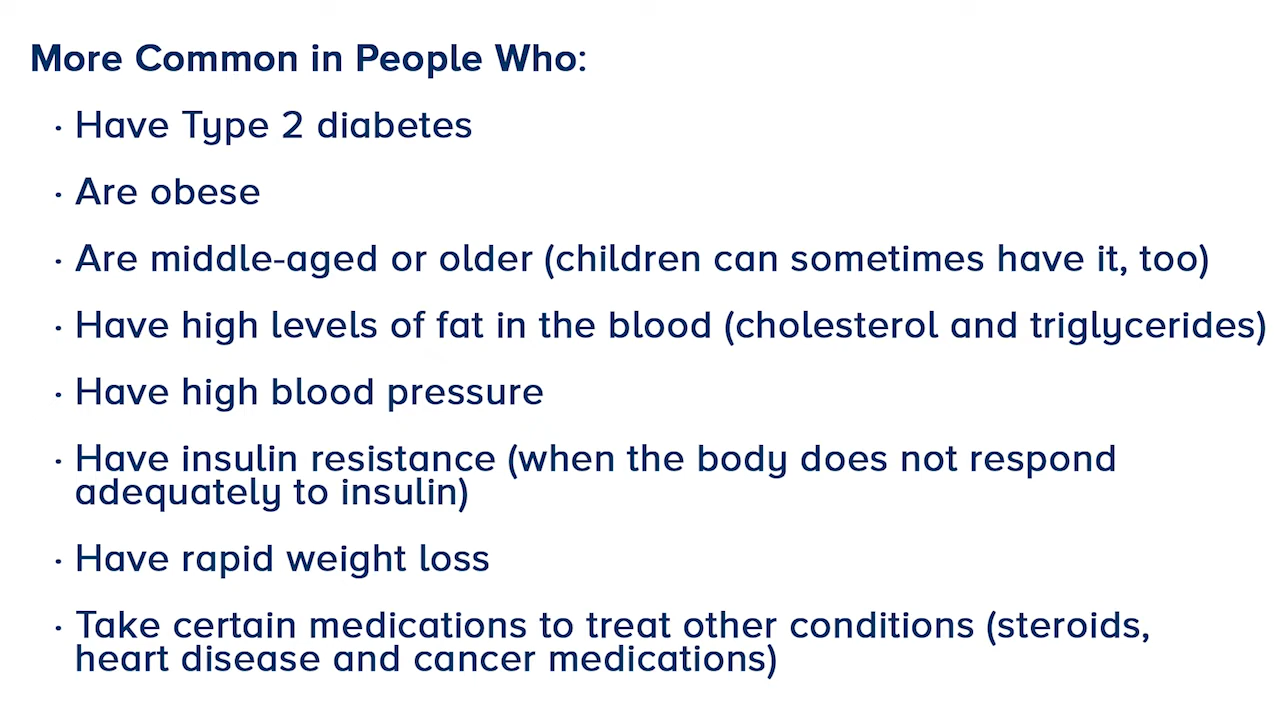 More Common in People Who:
· Have Type 2 diabetes
· Are obese
· Are middle-aged or older (children can sometimes have it, too)
· Have high levels of fat in the blood (cholesterol and triglycerides)
· Have high blood pressure
· Have insulin resistance (when the body does not respond
adequately to insulin)
· Have rapid weight loss
· Take certain medications to treat other conditions (steroids,
heart disease and cancer medications)